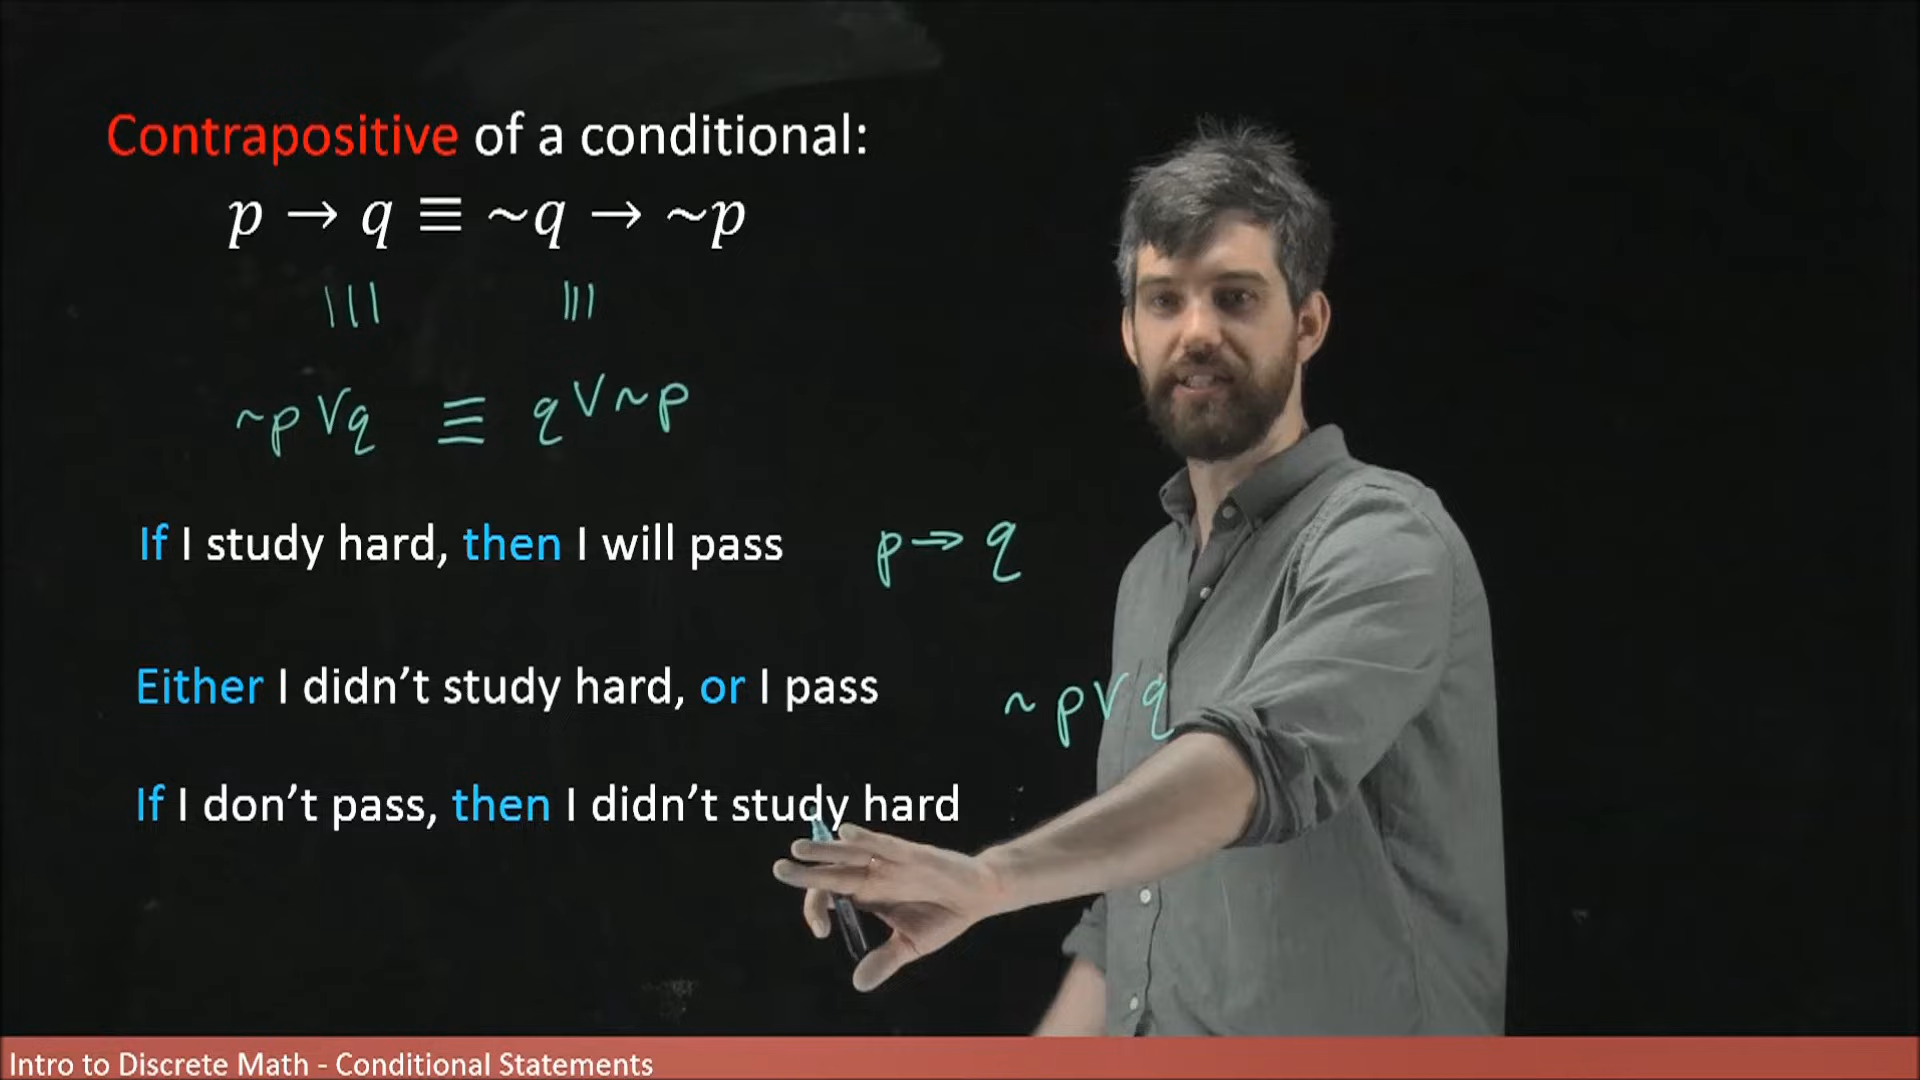 Contrapositive of a conditional:
p → q ≡ ~q → ~p
||| |||
~p∨q ≡ q∨~p
If I study hard, then I will pass p → q
Either I didn’t study hard, or I pass ~p∨q
If I don’t pass, then I didn’t study hard
Intro to Discrete Math - Conditional Statements